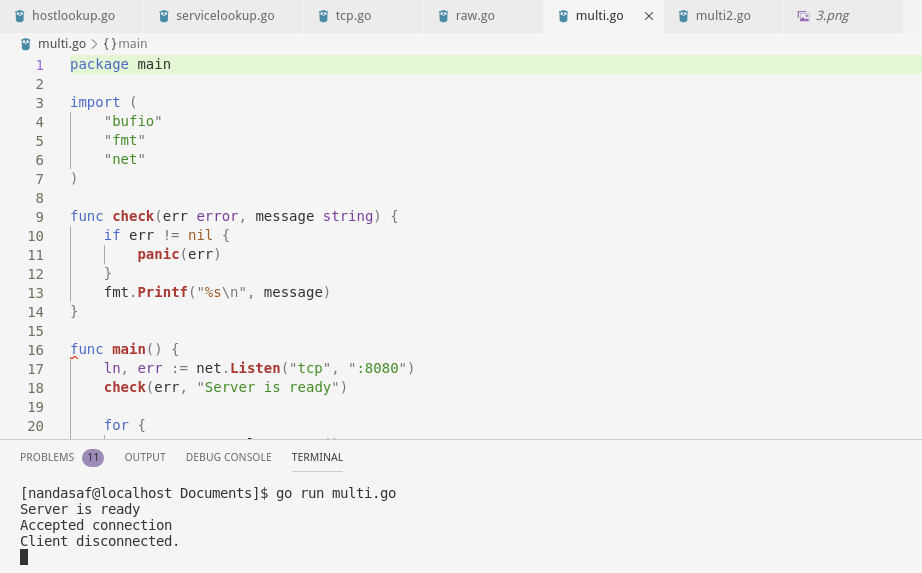 hostlookup.go servicelookup.go tcp.go raw.go multi.go multi2.go 3.png
multi.go > {} main
1 package main
2
3 import (
4 "bufio"
5 "fmt"
6 "net"
7 )
8
9 func check(err error, message string) {
10 if err != nil {
11 panic(err)
12 }
13 fmt.Printf("%s\n", message)
14 }
15
16 func main() {
17 ln, err := net.Listen("tcp", ":8080")
18 check(err, "Server is ready")
19
20 for {
PROBLEMS 11 OUTPUT DEBUG CONSOLE TERMINAL
[nandasaf@localhost Documents]$ go run multi.go
Server is ready
Accepted connection
Client disconnected.